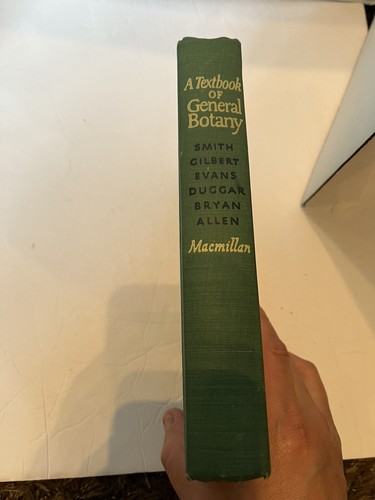 A Textbook
OF
General
Botany
SMITH
GILBERT
EVANS
DUGGAR
BRYAN
ALLEN
Macmillan